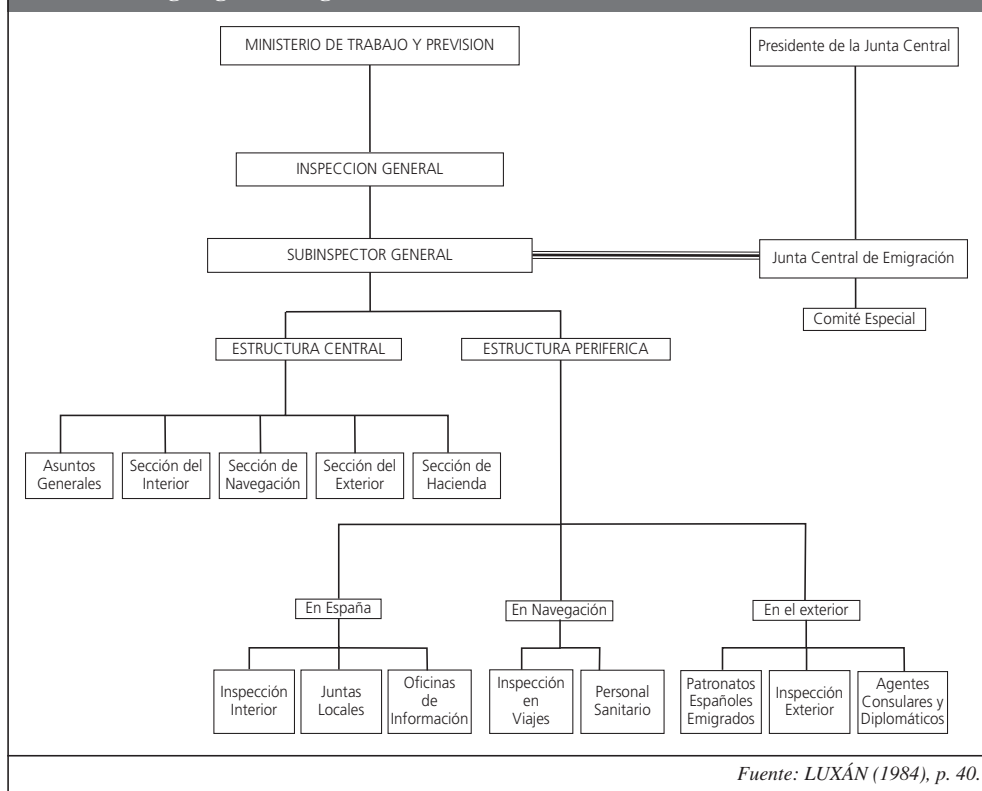 MINISTERIO DE TRABAJO Y PREVISION
Presidente de la Junta Central
INSPECCION GENERAL
SUBINSPECTOR GENERAL
Junta Central de Emigración
Comité Especial
ESTRUCTURA CENTRAL
ESTRUCTURA PERIFERICA
Asuntos
Generales
Sección del
Interior
Sección de
Navegación
Sección del
Exterior
Sección de
Hacienda
En España
En Navegación
En el exterior
Inspección
Interior
Juntas
Locales
Oficinas
de
Información
Inspección
en
Viajes
Personal
Sanitario
Patronatos
Españoles
Emigrados
Inspección
Exterior
Agentes
Consulares y
Diplomáticos
Fuente: LUXÁN (1984), p. 40.